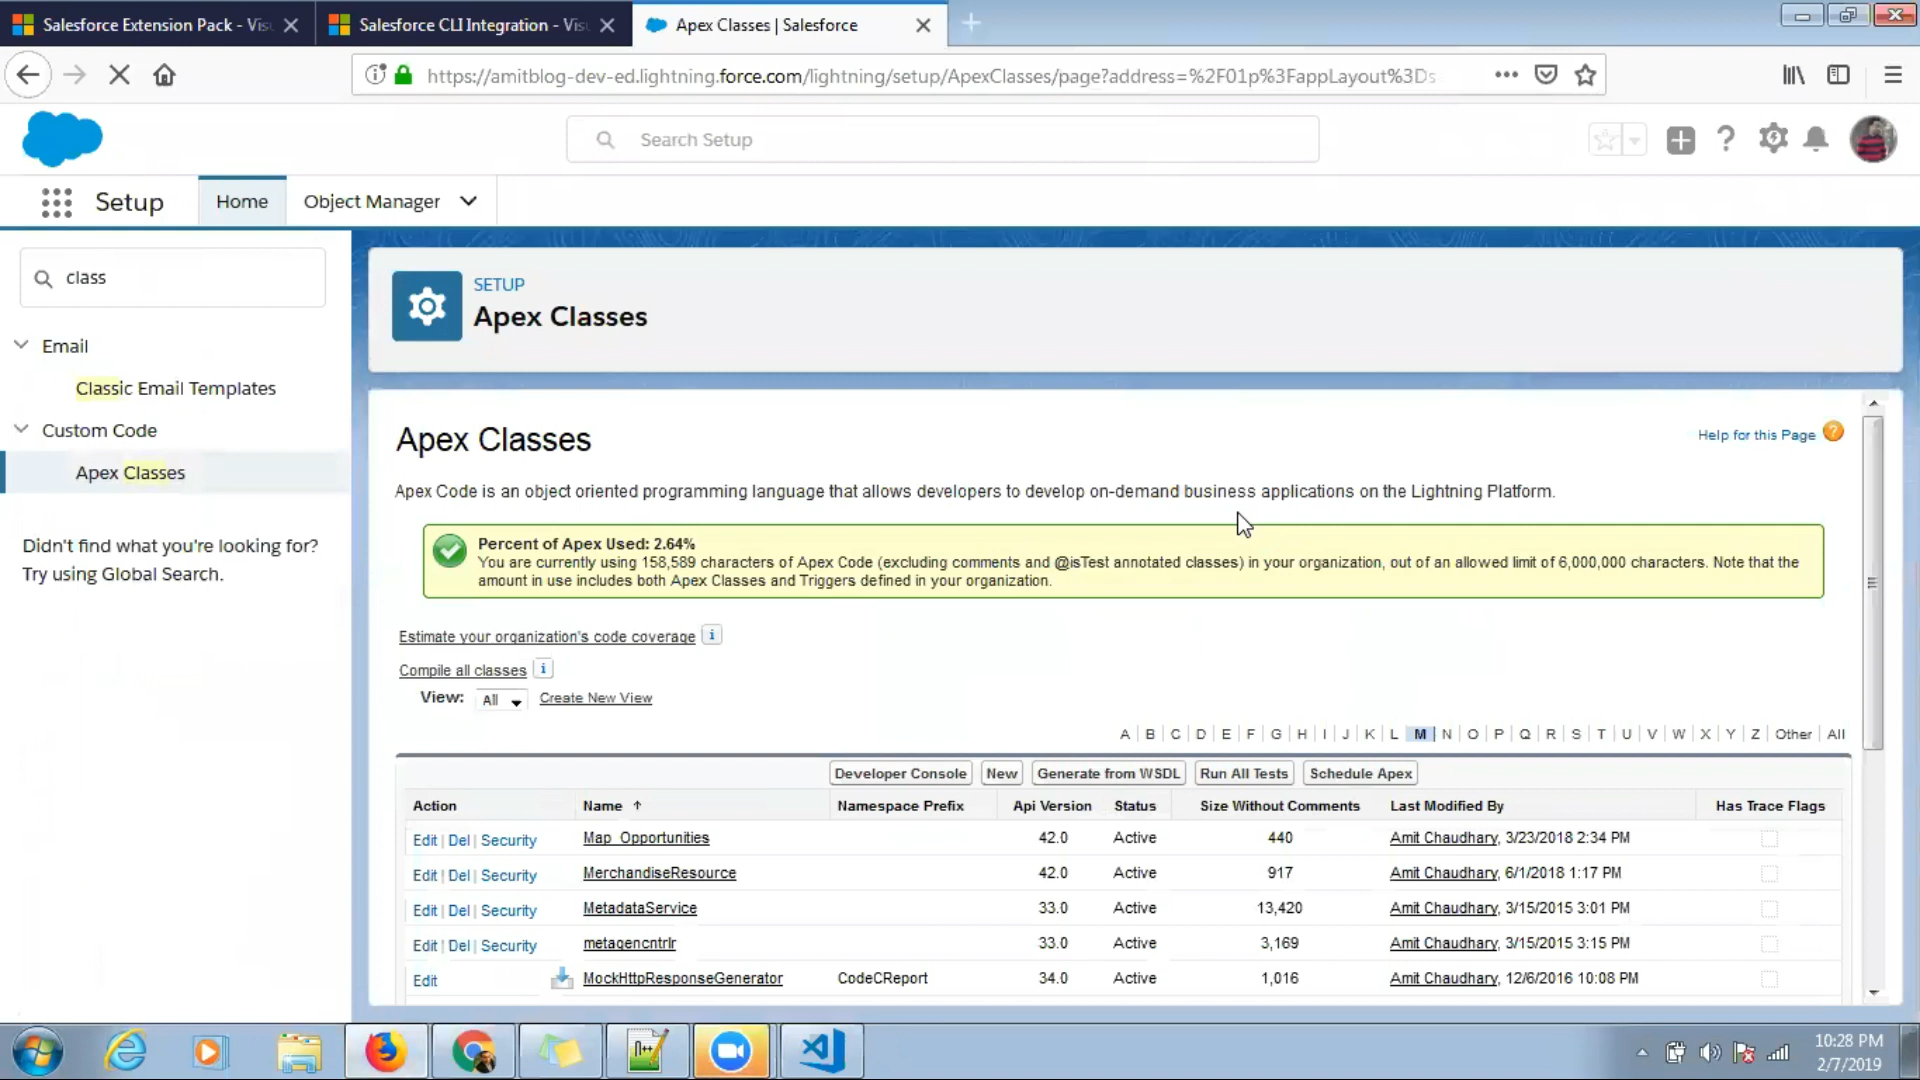 Salesforce Extension Pack - Visu
Salesforce CLI Integration - Visu
Apex Classes | Salesforce
https://amitblog-dev-ed.lightning.force.com/lightning/setup/ApexClasses/page?address=%2F01p%3FappLayout%3Ds
Search Setup
Setup
Home
Object Manager
class
Email
Classic Email Templates
Custom Code
Apex Classes
Didn't find what you're looking for?
Try using Global Search.
SETUP
Apex Classes
Apex Classes
Help for this Page
Apex Code is an object oriented programming language that allows developers to develop on-demand business applications on the Lightning Platform.
Percent of Apex Used: 2.64%
You are currently using 158,589 characters of Apex Code (excluding comments and @isTest annotated classes) in your organization, out of an allowed limit of 6,000,000 characters. Note that the
amount in use includes both Apex Classes and Triggers defined in your organization.
Estimate your organization's code coverage i
Compile all classes i
View: All Create New View
A | B | C | D | E | F | G | H | I | J | K | L | M | N | O | P | Q | R | S | T | U | V | W | X | Y | Z | Other | All
Developer Console New Generate from WSDL Run All Tests Schedule Apex
Action Name ↑ Namespace Prefix Api Version Status Size Without Comments Last Modified By Has Trace Flags
Edit | Del | Security Map_Opportunities 42.0 Active 440 Amit Chaudhary, 3/23/2018 2:34 PM
Edit | Del | Security MerchandiseResource 42.0 Active 917 Amit Chaudhary, 6/1/2018 1:17 PM
Edit | Del | Security MetadataService 33.0 Active 13,420 Amit Chaudhary, 3/15/2015 3:01 PM
Edit | Del | Security metagencntrlr 33.0 Active 3,169 Amit Chaudhary, 3/15/2015 3:15 PM
Edit MockHttpResponseGenerator CodeCReport 34.0 Active 1,016 Amit Chaudhary, 12/6/2016 10:08 PM
10:28 PM
2/7/2019